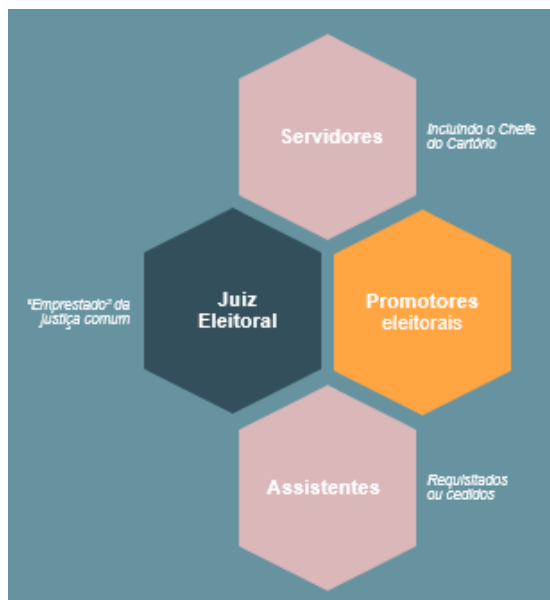 Servidores
Incluindo o Chefe
do Cartório
"Emprestado" da
justiça comum
Juiz
Eleitoral
Promotores
eleitorais
Assistentes
Requisitados
ou cedidos